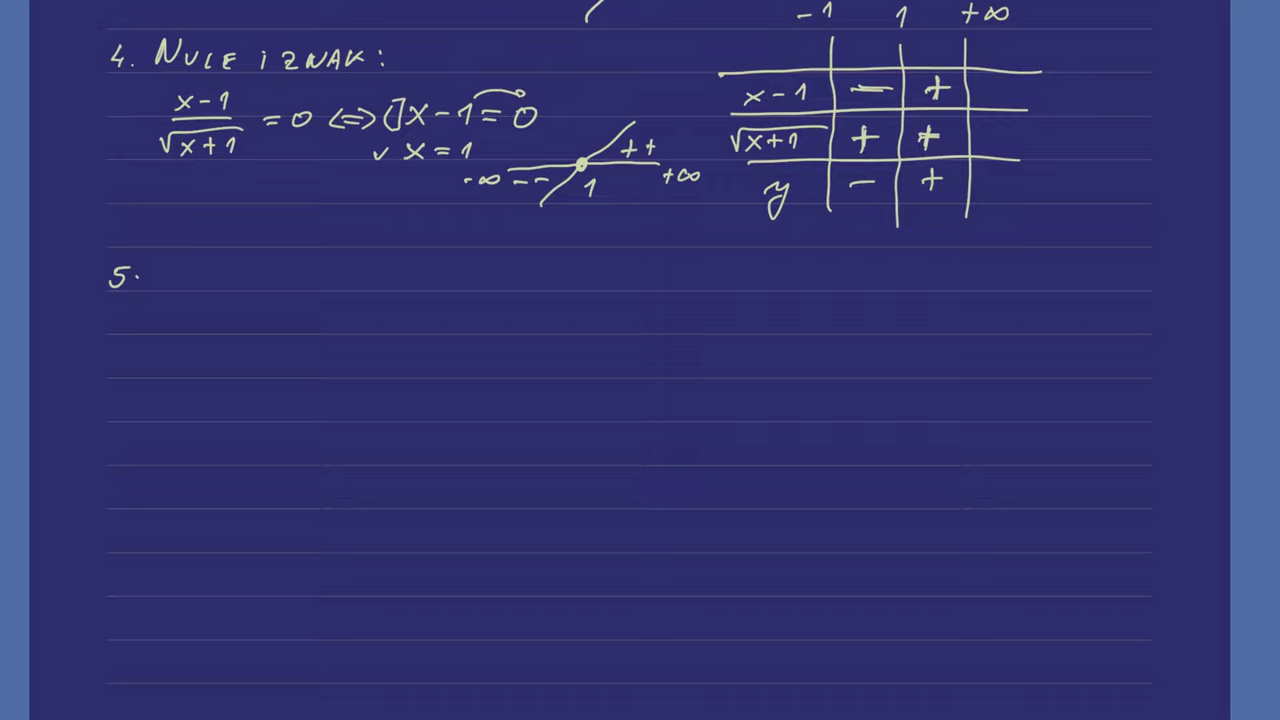 4. NULE I ZNAK:
x-1
√x+1
= 0 <=> x-1=0
✓ x=1
-∞ -- 1 ++ +∞
-1 1 +∞
x-1 - +
√x+1 + +
y - +
5.